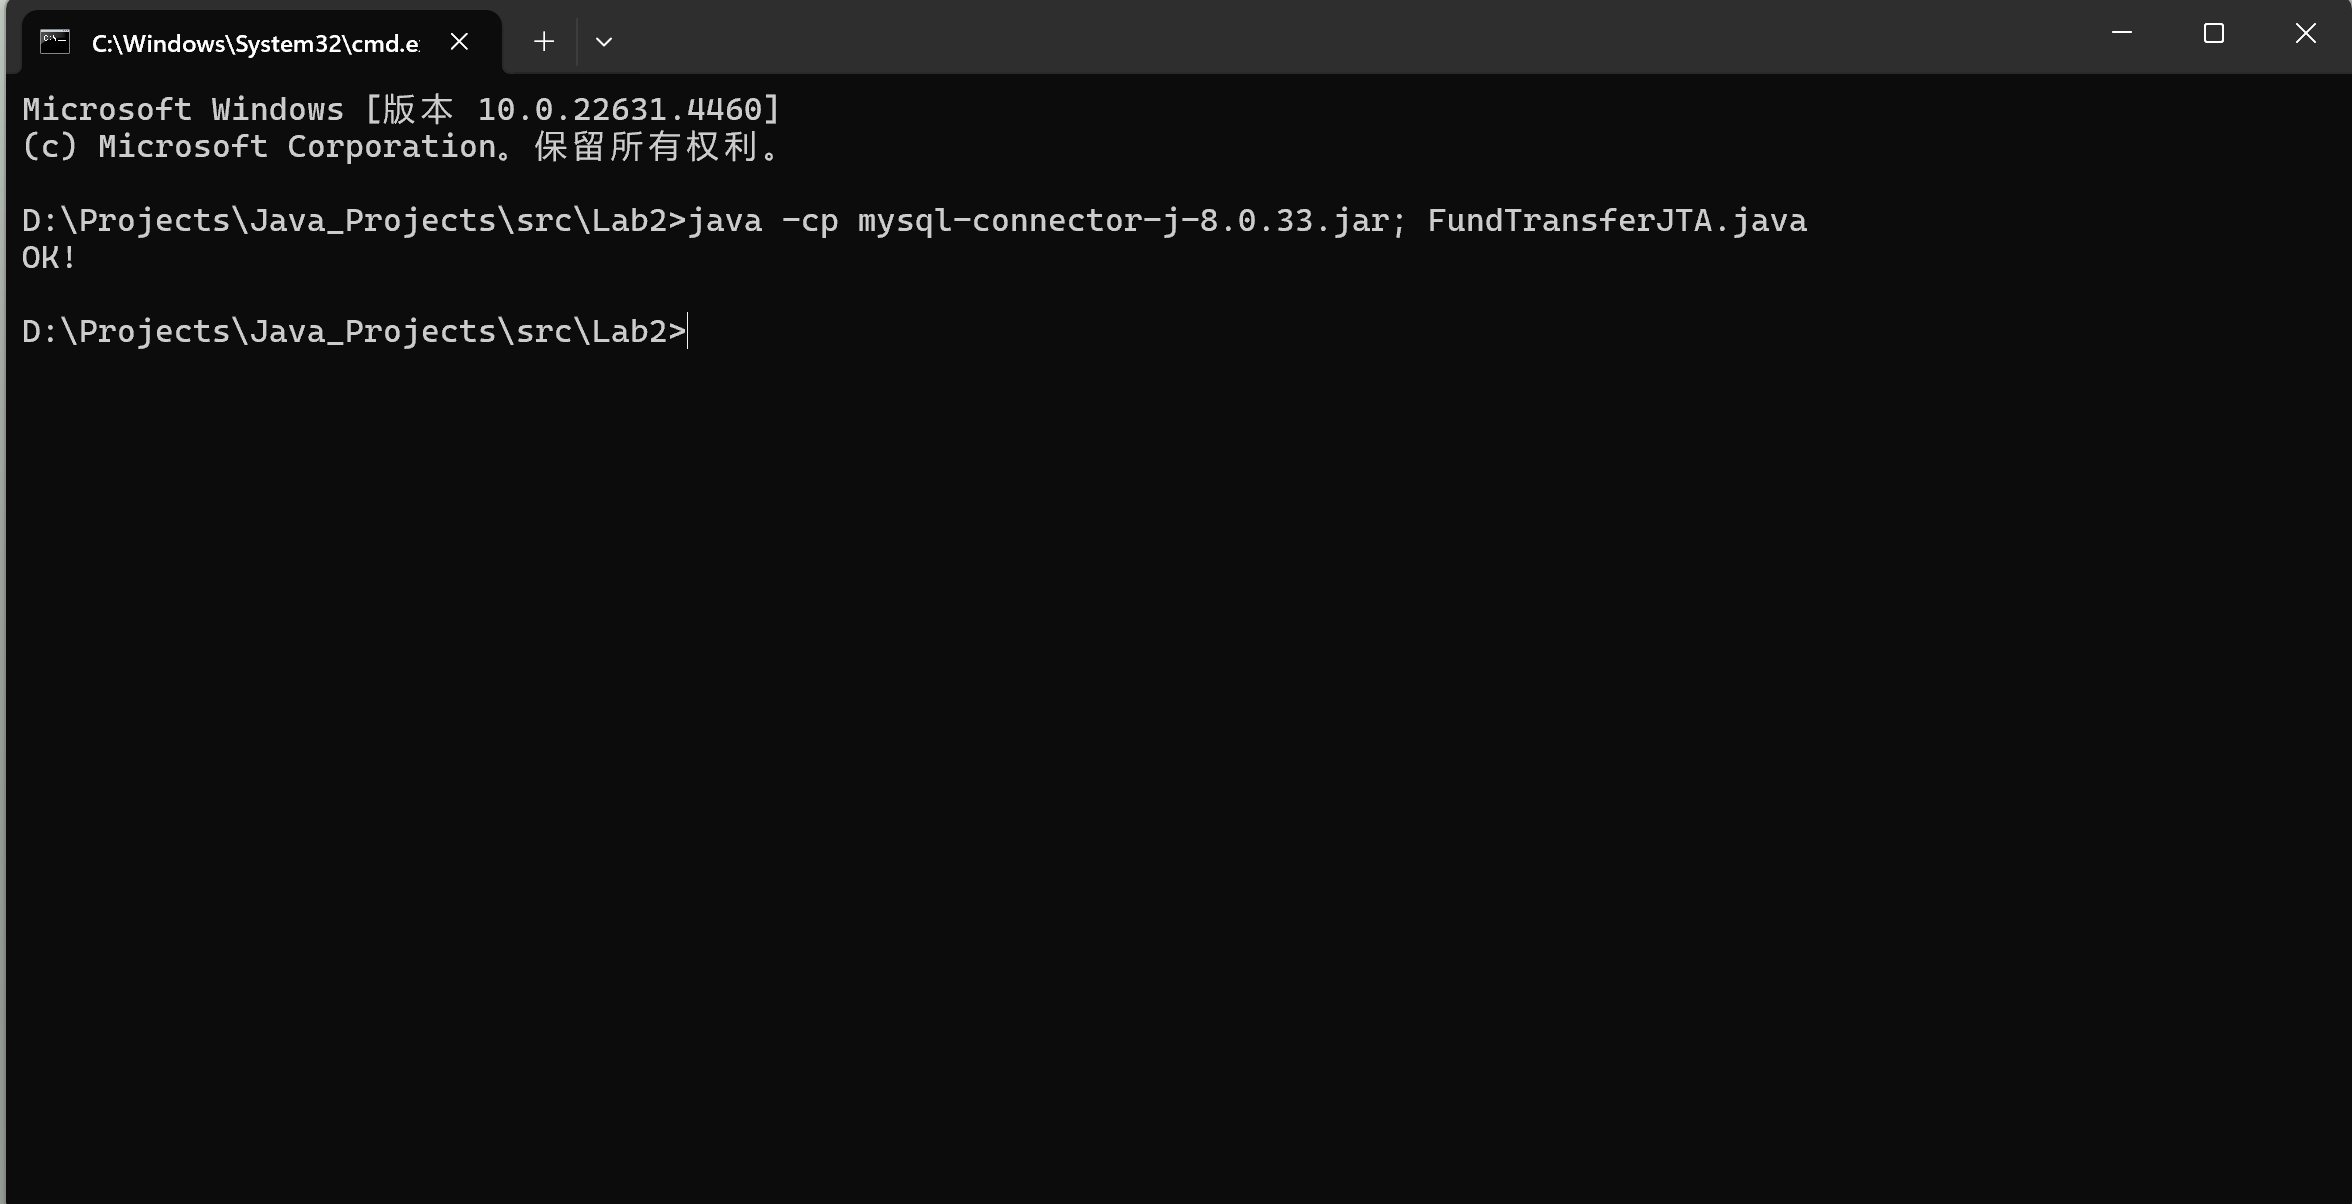 C:\Windows\System32\cmd.e
Microsoft Windows [版本 10.0.22631.4460]
(c) Microsoft Corporation。保留所有权利。
D:\Projects\Java_Projects\src\Lab2>java -cp mysql-connector-j-8.0.33.jar; FundTransferJTA.java
OK!
D:\Projects\Java_Projects\src\Lab2>